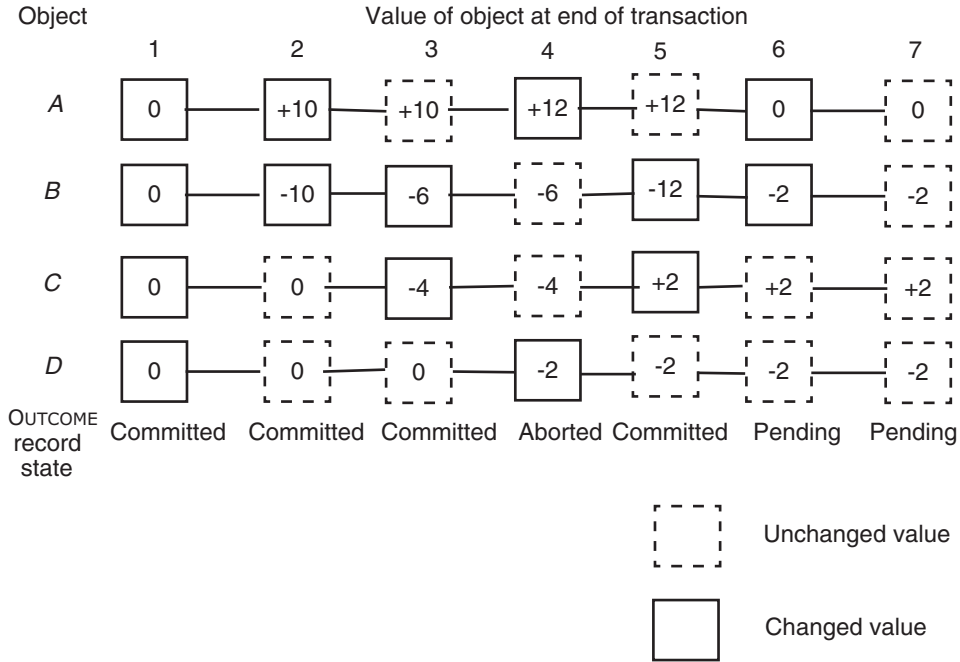 Object Value of object at end of transaction
1 2 3 4 5 6 7
A 0 +10 +10 +12 +12 0 0
B 0 -10 -6 -6 -12 -2 -2
C 0 0 -4 -4 +2 +2 +2
D 0 0 0 -2 -2 -2 -2
OUTCOME
record
state
Committed Committed Committed Aborted Committed Pending Pending
Unchanged value
Changed value